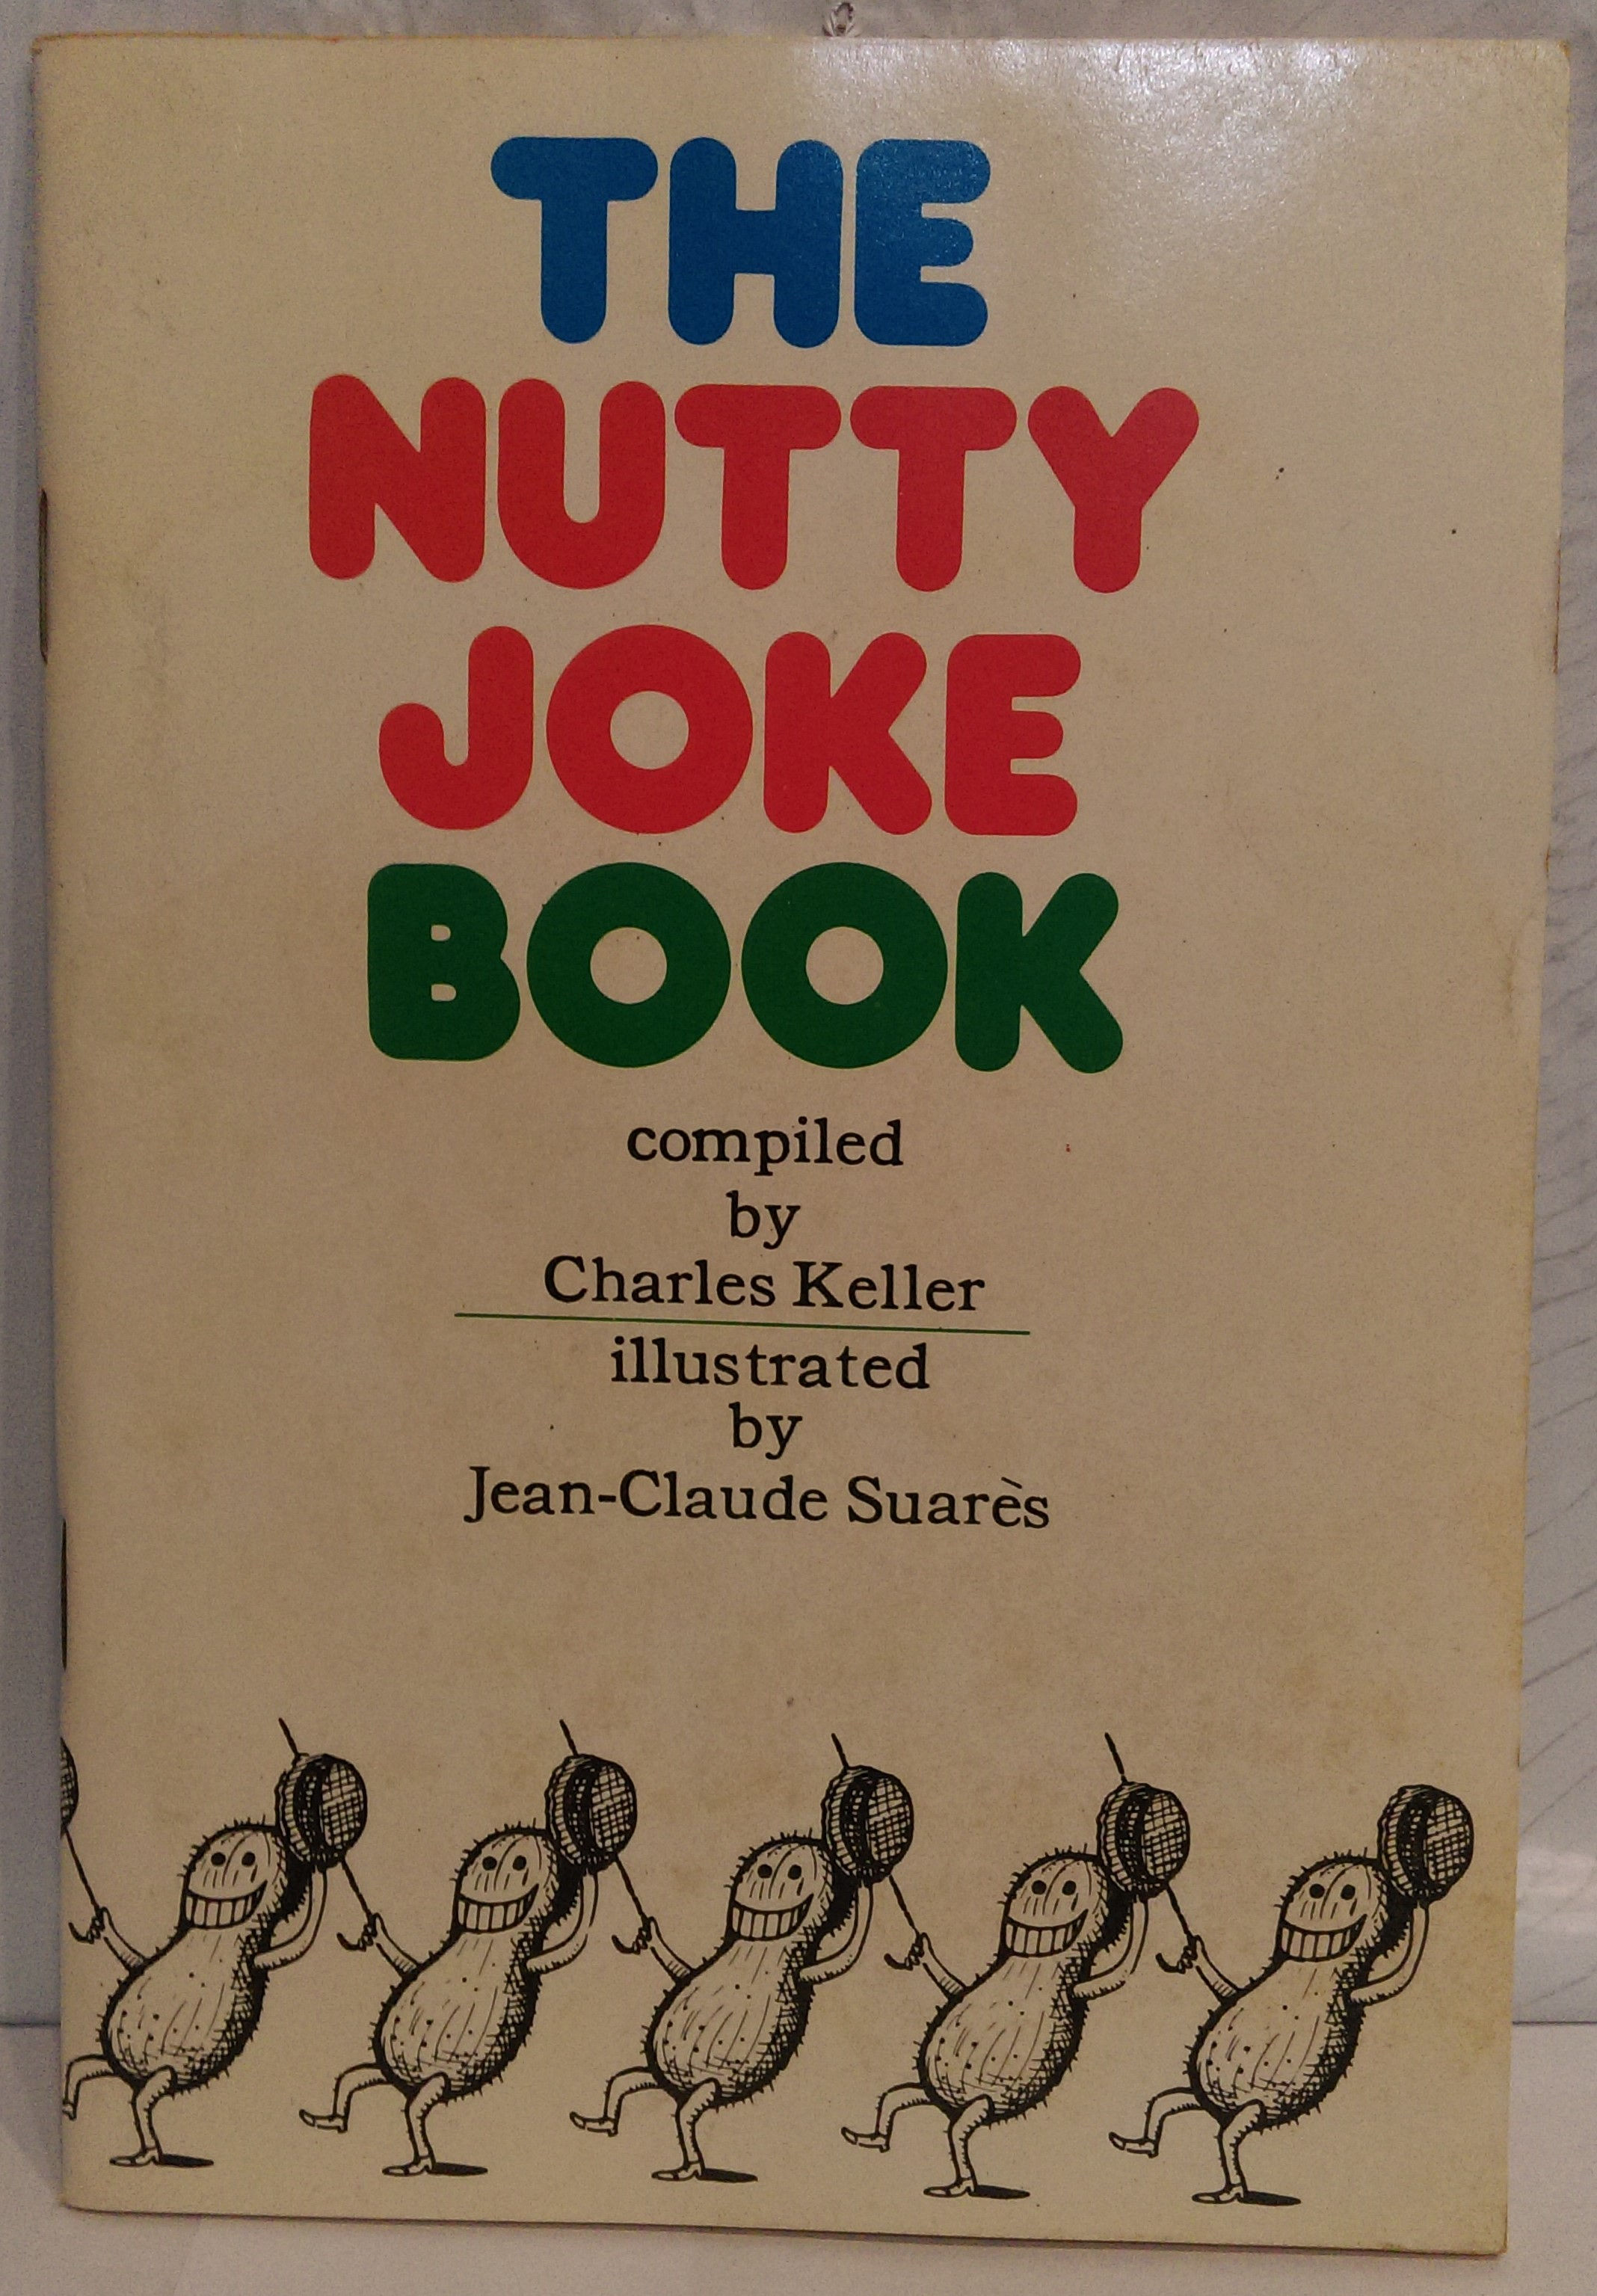 THE
NUTTY
JOKE
BOOK
compiled
by
Charles Keller
illustrated
by
Jean-Claude Suarès